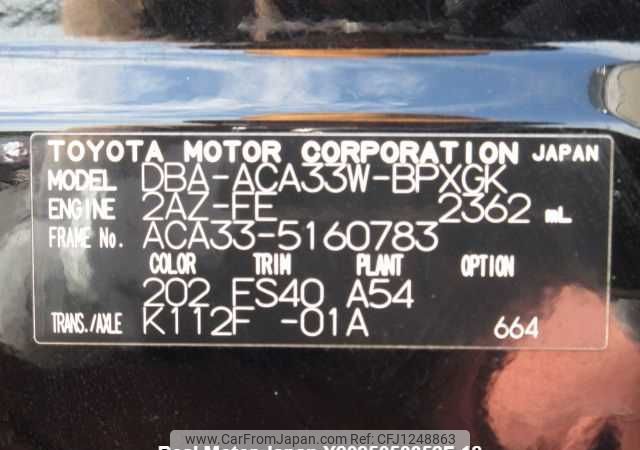 TOYOTA MOTOR CORPORATION JAPAN
MODEL DBA-ACA33W-BPXGK
ENGINE 2AZ-FE 2362 mL
FRAME No. ACA33-5160783
COLOR TRIM PLANT OPTION
202 FS40 A54
TRANS./AXLE K112F -01A 664
www.carfromjapan.com Ref: CFJ1248863